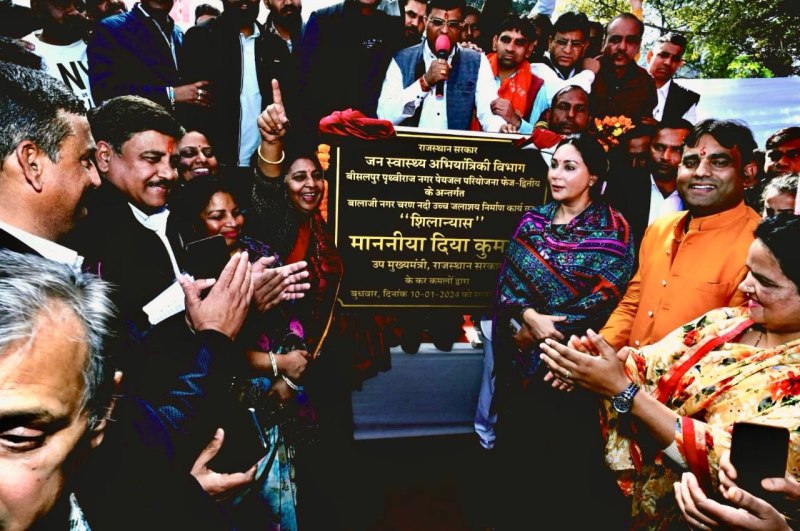 NY
राजस्थान सरकार
जन स्वास्थ्य अभियांत्रिकी विभाग
बीसलपुर पृथ्वीराज नगर पेयजल परियोजना फेज-द्वितीय
के अन्तर्गत
बालाजी नगर चरण नदी उच्च जलाशय निर्माण कार्य
"शिलान्यास"
माननीया दिया कुमा
उप मुख्यमंत्री, राजस्थान सरका
के कर कमलों द्वारा
बुधवार, दिनांक 10-01-2024 को